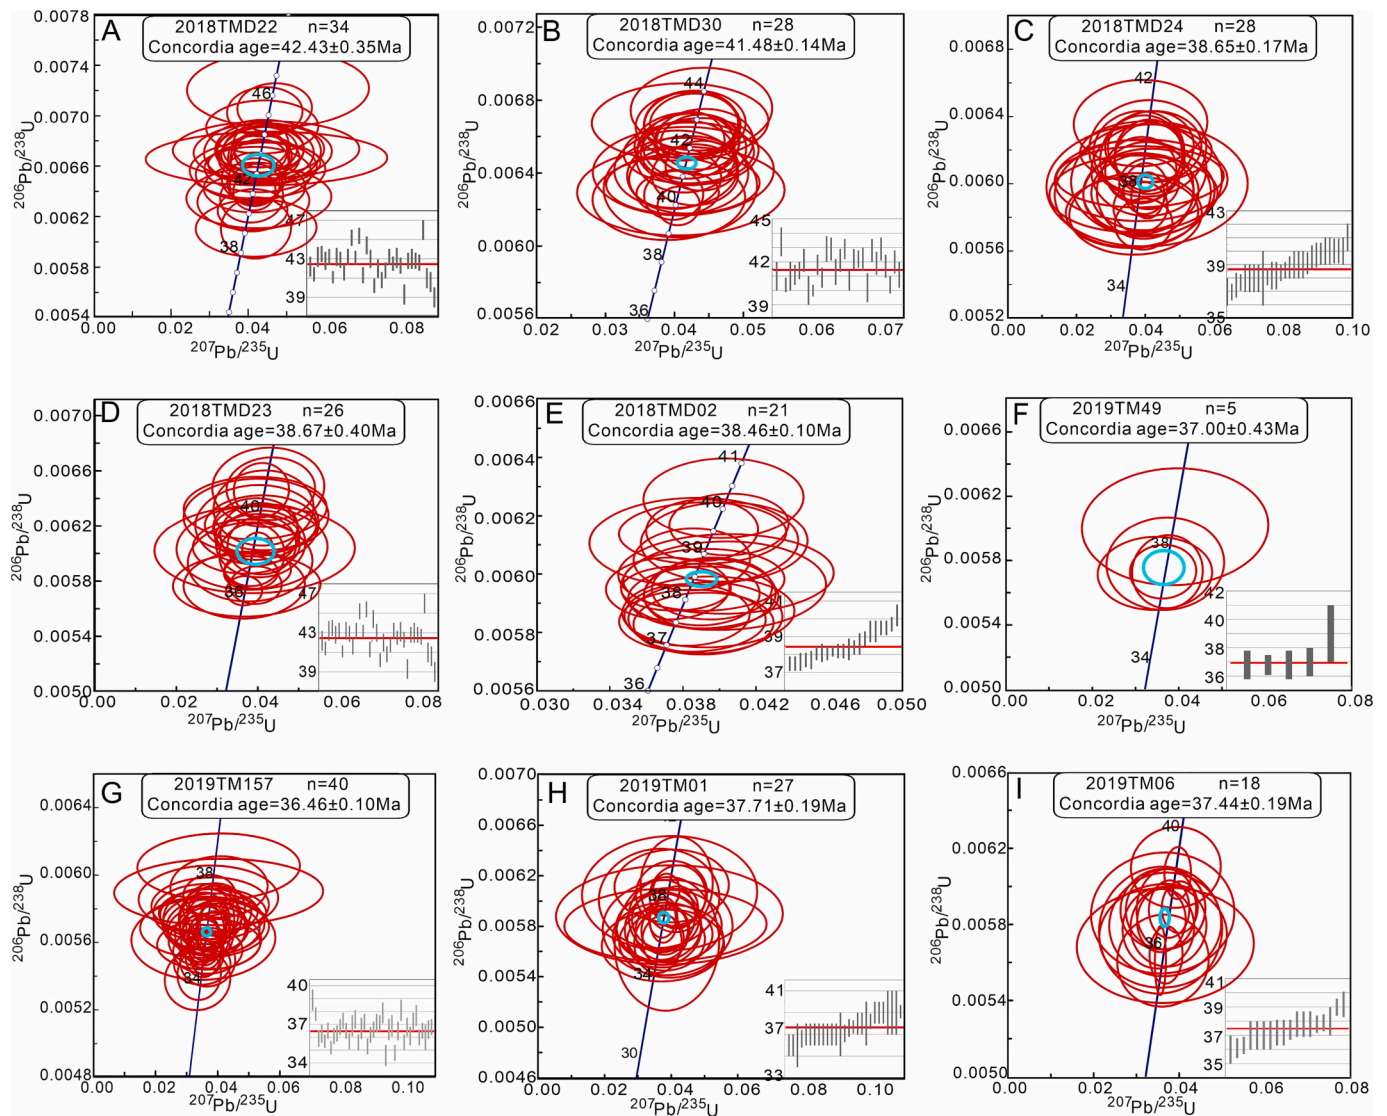 A
2018TMD22 n=34
Concordia age=42.43±0.35Ma
0.0078
0.0074
0.0070
0.0066
0.0062
0.0058
0.0054
206Pb/238U
46
42
38
47
43
39
0.00 0.02 0.04 0.06 0.08
207Pb/235U
B
2018TMD30 n=28
Concordia age=41.48±0.14Ma
0.0072
0.0068
0.0064
0.0060
0.0056
206Pb/238U
44
42
40
38
36
45
42
39
0.02 0.03 0.04 0.05 0.06 0.07
207Pb/235U
C
2018TMD24 n=28
Concordia age=38.65±0.17Ma
0.0068
0.0064
0.0060
0.0056
0.0052
206Pb/238U
42
38
34
43
39
35
0.00 0.02 0.04 0.06 0.08 0.10
207Pb/235U
D
2018TMD23 n=26
Concordia age=38.67±0.40Ma
0.0070
0.0066
0.0062
0.0058
0.0054
0.0050
206Pb/238U
40
36
47
43
39
0.00 0.02 0.04 0.06 0.08
207Pb/235U
E
2018TMD02 n=21
Concordia age=38.46±0.10Ma
0.0066
0.0064
0.0062
0.0060
0.0058
0.0056
206Pb/238U
41
40
39
38
37
36
41
39
37
0.030 0.034 0.038 0.042 0.046 0.050
207Pb/235U
F
2019TM49 n=5
Concordia age=37.00±0.43Ma
0.0066
0.0062
0.0058
0.0054
0.0050
206Pb/238U
38
34
42
40
38
36
0.00 0.02 0.04 0.06 0.08
207Pb/235U
G
2019TM157 n=40
Concordia age=36.46±0.10Ma
0.0064
0.0060
0.0056
0.0052
0.0048
206Pb/238U
38
34
40
37
34
0.00 0.02 0.04 0.06 0.08 0.10
207Pb/235U
H
2019TM01 n=27
Concordia age=37.71±0.19Ma
0.0070
0.0066
0.0062
0.0058
0.0054
0.0050
0.0046
206Pb/238U
38
34
30
41
37
33
0.00 0.02 0.04 0.06 0.08 0.10
207Pb/235U
I
2019TM06 n=18
Concordia age=37.44±0.19Ma
0.0066
0.0062
0.0058
0.0054
0.0050
206Pb/238U
40
36
41
39
37
35
0.00 0.02 0.04 0.06 0.08
207Pb/235U